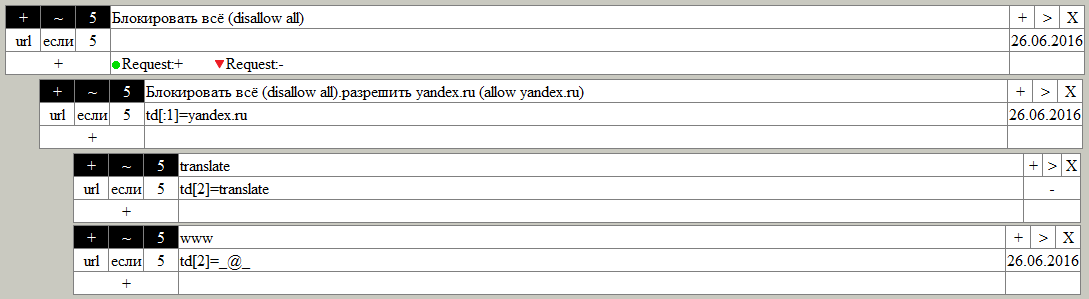 + ~ 5 Блокировать всё (disallow all) + > X
url если 5 26.06.2016
+ Request:+ Request:-
+ ~ 5 Блокировать всё (disallow all).разрешить yandex.ru (allow yandex.ru) + > X
url если 5 td[:1]=yandex.ru 26.06.2016
+
+ ~ 5 translate + > X
url если 5 td[2]=translate -
+
+ ~ 5 www + > X
url если 5 td[2]=_@_ 26.06.2016
+